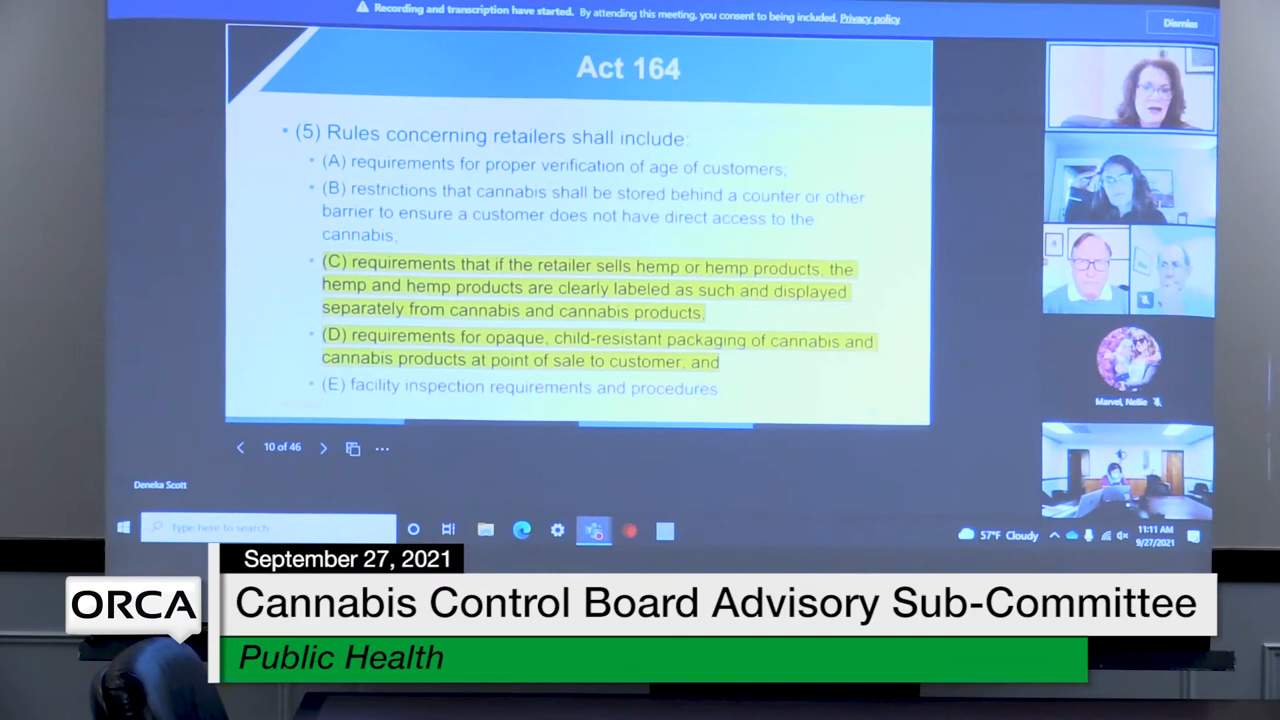 Recording and transcription have started. By attending this meeting, you consent to being included. Privacy policy
Dismiss
Act 164
• (5) Rules concerning retailers shall include:
• (A) requirements for proper verification of age of customers;
• (B) restrictions that cannabis shall be stored behind a counter or other
barrier to ensure a customer does not have direct access to the
cannabis;
• (C) requirements that if the retailer sells hemp or hemp products, the
hemp and hemp products are clearly labeled as such and displayed
separately from cannabis and cannabis products;
• (D) requirements for opaque, child-resistant packaging of cannabis and
cannabis products at point of sale to customer; and
• (E) facility inspection requirements and procedures.
Marvel, Nellie
10 of 46
Deneka Scott
Type here to search
57°F Cloudy
11:11 AM
9/27/2021
September 27, 2021
ORCA
Cannabis Control Board Advisory Sub-Committee
Public Health